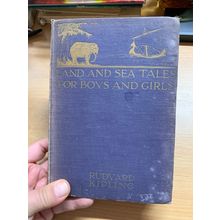 LAND AND SEA TALES
FOR BOYS AND GIRLS
RUDYARD
KIPLING